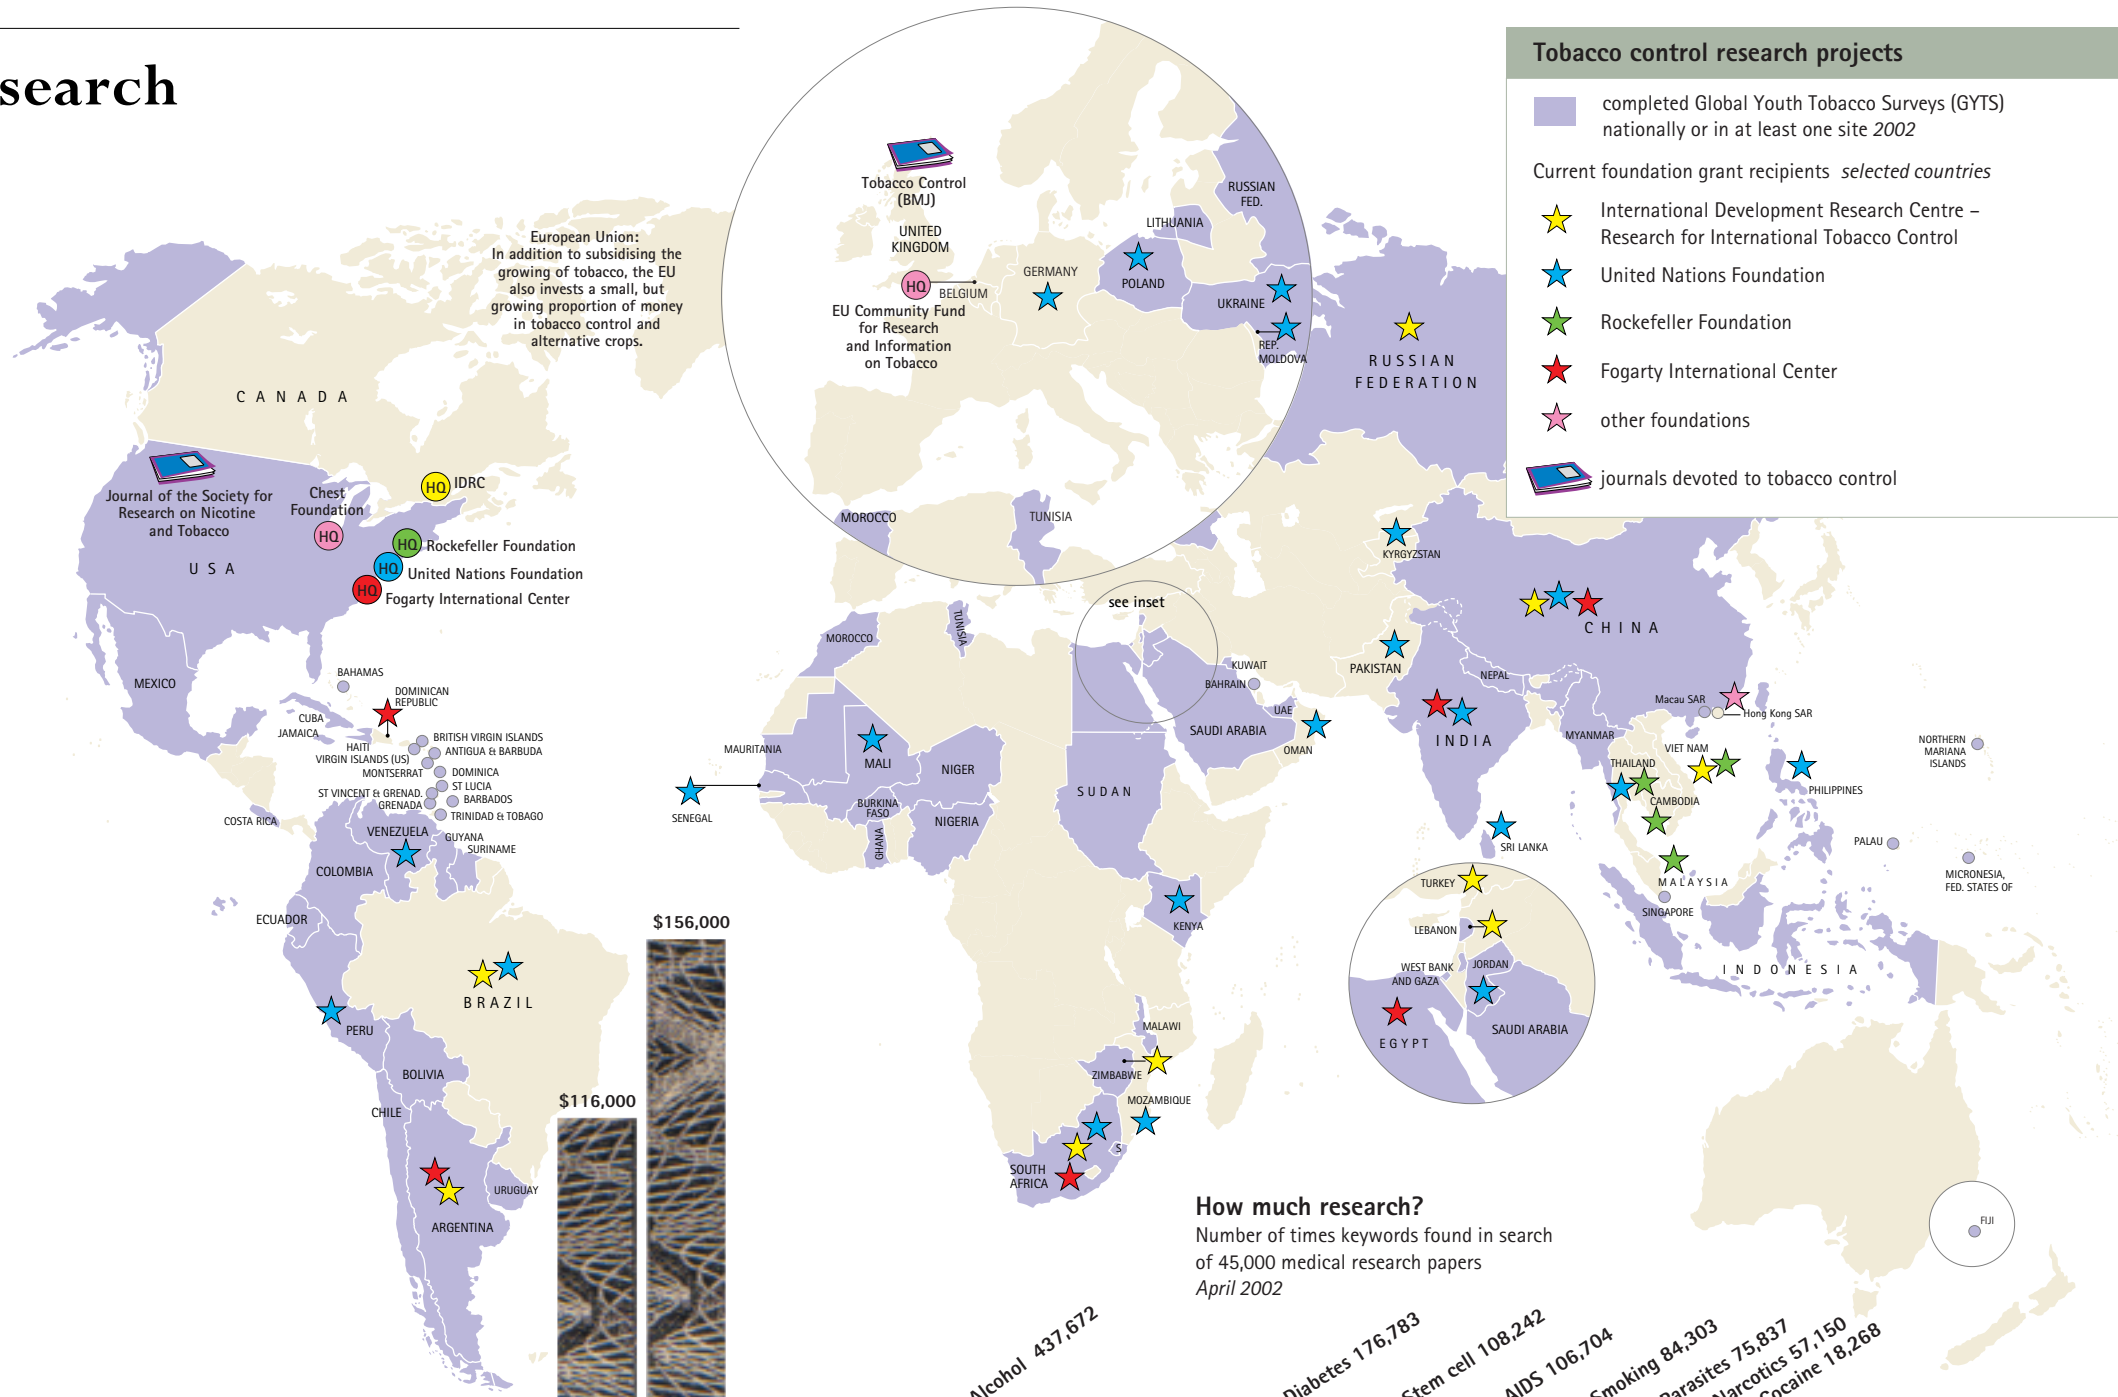 search
Tobacco control research projects
completed Global Youth Tobacco Surveys (GYTS)
nationally or in at least one site 2002
Current foundation grant recipients selected countries
International Development Research Centre –
Research for International Tobacco Control
United Nations Foundation
Rockefeller Foundation
Fogarty International Center
other foundations
journals devoted to tobacco control
European Union:
In addition to subsidising the
growing of tobacco, the EU
also invests a small, but
growing proportion of money
in tobacco control and
alternative crops.
Tobacco Control
(BMJ)
UNITED
KINGDOM
HQ
BELGIUM
EU Community Fund
for Research
and Information
on Tobacco
GERMANY
POLAND
LITHUANIA
RUSSIAN
FED.
UKRAINE
REP.
MOLDOVA
MOROCCO
TUNISIA
RUSSIAN
FEDERATION
CANADA
Journal of the Society for
Research on Nicotine
and Tobacco
Chest
Foundation
HQ
HQ
IDRC
HQ
Rockefeller Foundation
HQ
United Nations Foundation
HQ
Fogarty International Center
USA
MEXICO
BAHAMAS
DOMINICAN
REPUBLIC
CUBA
JAMAICA
HAITI
VIRGIN ISLANDS (US)
MONTSERRAT
BRITISH VIRGIN ISLANDS
ANTIGUA & BARBUDA
DOMINICA
ST LUCIA
ST VINCENT & GRENAD.
GRENADA
BARBADOS
TRINIDAD & TOBAGO
COSTA RICA
VENEZUELA
GUYANA
SURINAME
COLOMBIA
ECUADOR
BRAZIL
PERU
BOLIVIA
CHILE
URUGUAY
ARGENTINA
$116,000
$156,000
see inset
MOROCCO
TUNISIA
MAURITANIA
MALI
NIGER
SENEGAL
BURKINA
FASO
GHANA
NIGERIA
SUDAN
KENYA
MALAWI
ZIMBABWE
MOZAMBIQUE
S
SOUTH
AFRICA
KUWAIT
BAHRAIN
UAE
SAUDI ARABIA
OMAN
KYRGYZSTAN
PAKISTAN
CHINA
NEPAL
INDIA
MYANMAR
Macau SAR
Hong Kong SAR
VIET NAM
THAILAND
CAMBODIA
PHILIPPINES
SRI LANKA
MALAYSIA
SINGAPORE
INDONESIA
NORTHERN
MARIANA
ISLANDS
PALAU
MICRONESIA,
FED. STATES OF
FIJI
TURKEY
LEBANON
WEST BANK
AND GAZA
JORDAN
EGYPT
SAUDI ARABIA
How much research?
Number of times keywords found in search
of 45,000 medical research papers
April 2002
Alcohol 437,672
Diabetes 176,783
Stem cell 108,242
AIDS 106,704
Smoking 84,303
Parasites 75,837
Narcotics 57,150
Cocaine 18,268